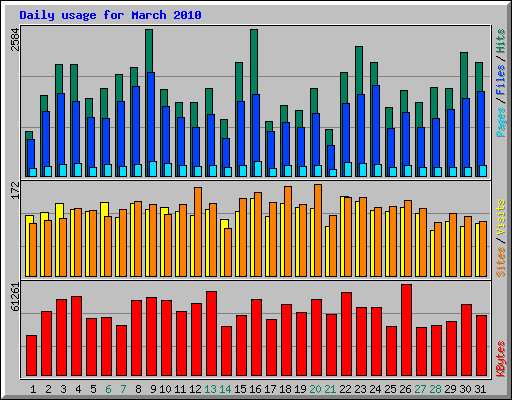 Daily usage for March 2010
2584
Pages / Files / Hits
172
Sites / Visits
61261
KBytes
1 2 3 4 5 6 7 8 9 10 11 12 13 14 15 16 17 18 19 20 21 22 23 24 25 26 27 28 29 30 31